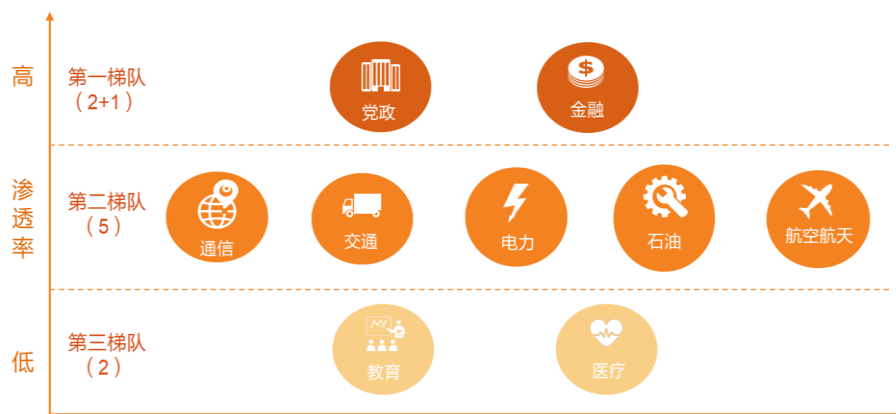 高
第一梯队
（2+1）
党政
$
金融
渗透率
第二梯队
（5）
通信
交通
电力
石油
航空航天
低
第三梯队
（2）
教育
医疗